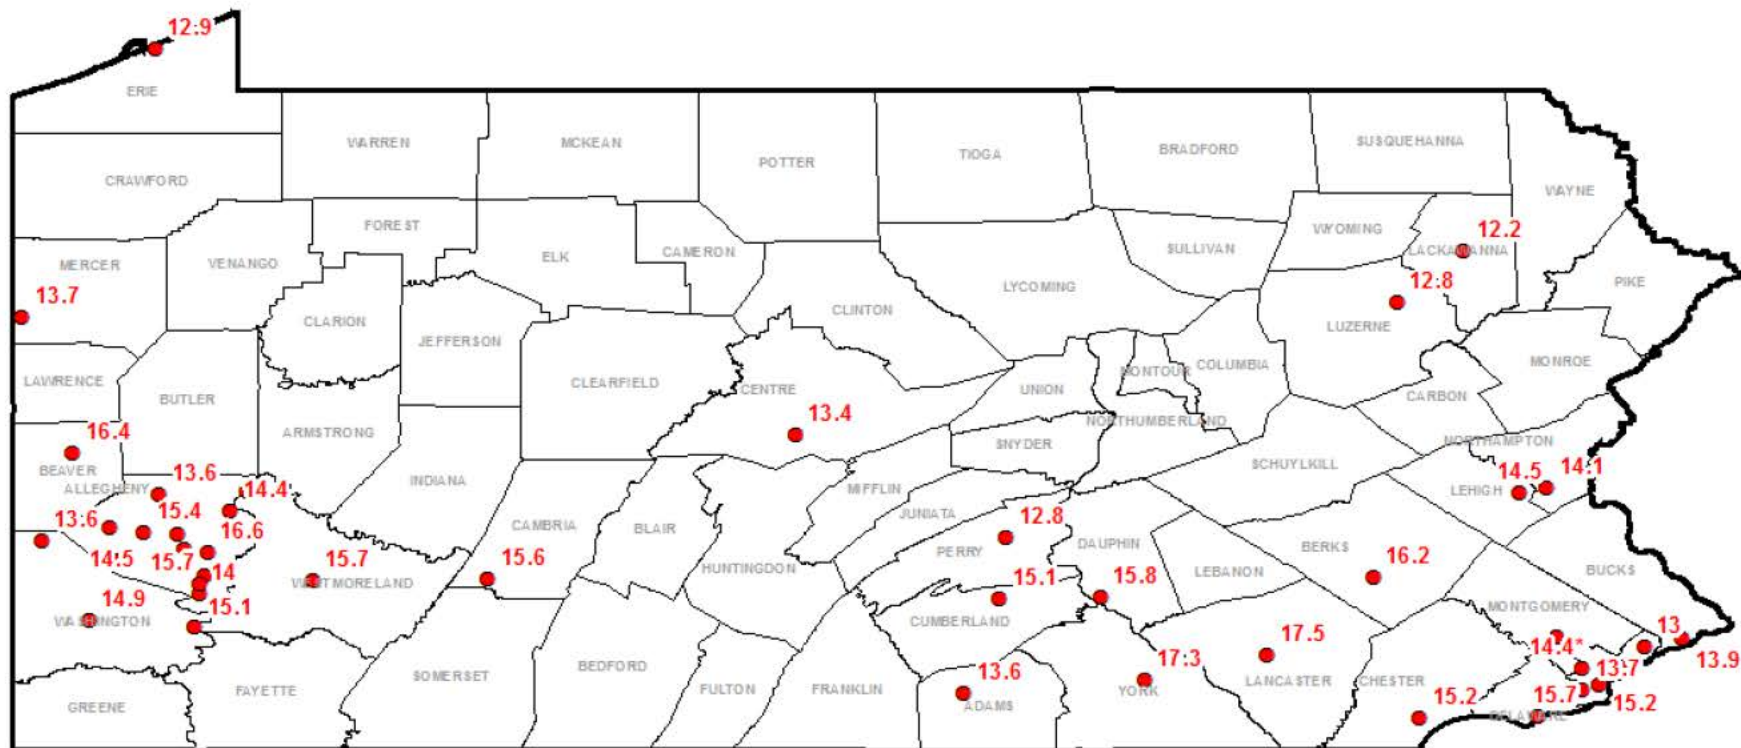 12.9
ERIE
WARREN
MCKEAN
POTTER
TIOGA
BRADFORD
SUSQUEHANNA
CRAWFORD
WAYNE
FOREST
WYOMING
12.2
LACKAWANNA
MERCER
VENANGO
ELK
CAMERON
SULLIVAN
13.7
LYCOMING
12.8
PIKE
CLARION
CLINTON
LUZERNE
JEFFERSON
LAWRENCE
BUTLER
CLEARFIELD
CENTRE
UNION
MONTOUR
COLUMBIA
MONROE
CARBON
13.4
16.4
ARMSTRONG
NORTHUMBERLAND
SNYDER
NORTHAMPTON
BEAVER
13.6
SCHUYLKILL
14.5
14.1
ALLEGHENY
14.4
INDIANA
MIFFLIN
LEHIGH
15.4
13.6
16.6
CAMBRIA
BLAIR
JUNIATA
12.8
PERRY
DAUPHIN
BERKS
14.5
15.7
14
15.7
WESTMORELAND
15.6
HUNTINGDON
15.1
15.8
LEBANON
16.2
BUCKS
14.9
15.1
WASHINGTON
CUMBERLAND
MONTGOMERY
13
17.5
14.4*
13.9
GREENE
FAYETTE
SOMERSET
BEDFORD
FULTON
FRANKLIN
13.6
ADAMS
17.3
YORK
LANCASTER
CHESTER
13.7
15.2
15.7
15.2
DELAWARE